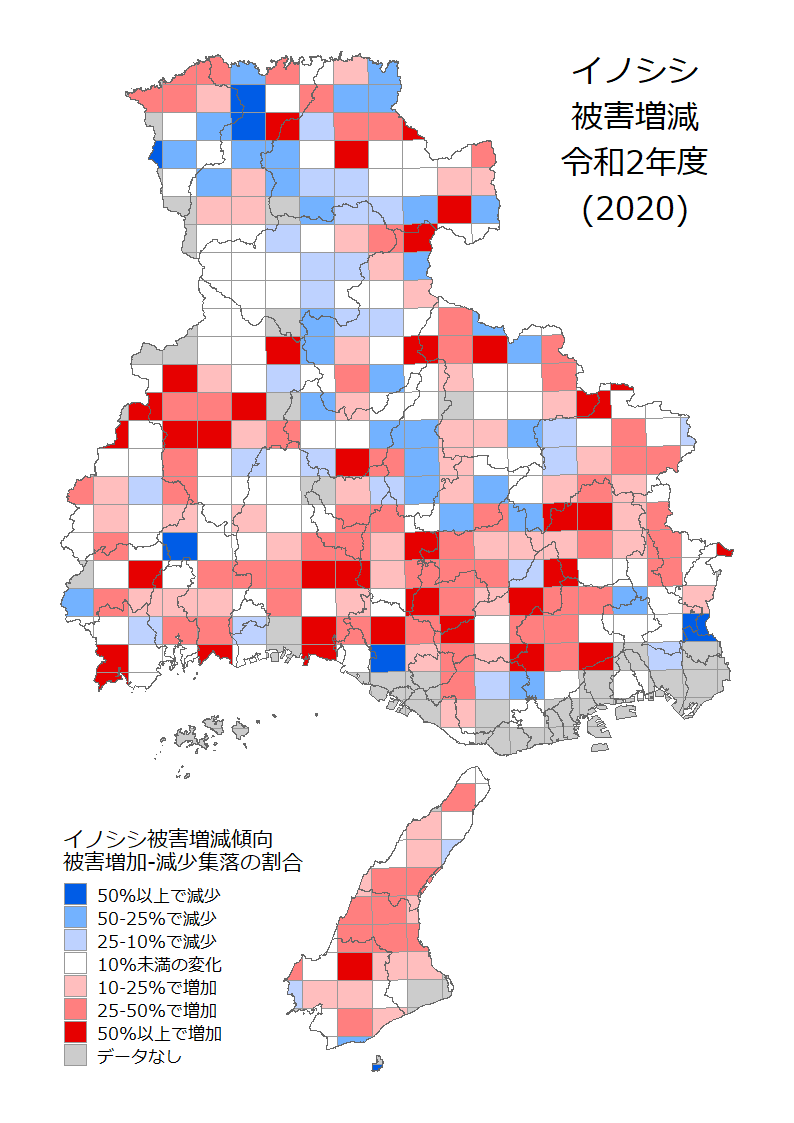 イノシシ
被害増減
令和2年度
(2020)
イノシシ被害増減傾向
被害増加-減少集落の割合
50%以上で減少
50-25%で減少
25-10%で減少
10%未満の変化
10-25%で増加
25-50%で増加
50%以上で増加
データなし